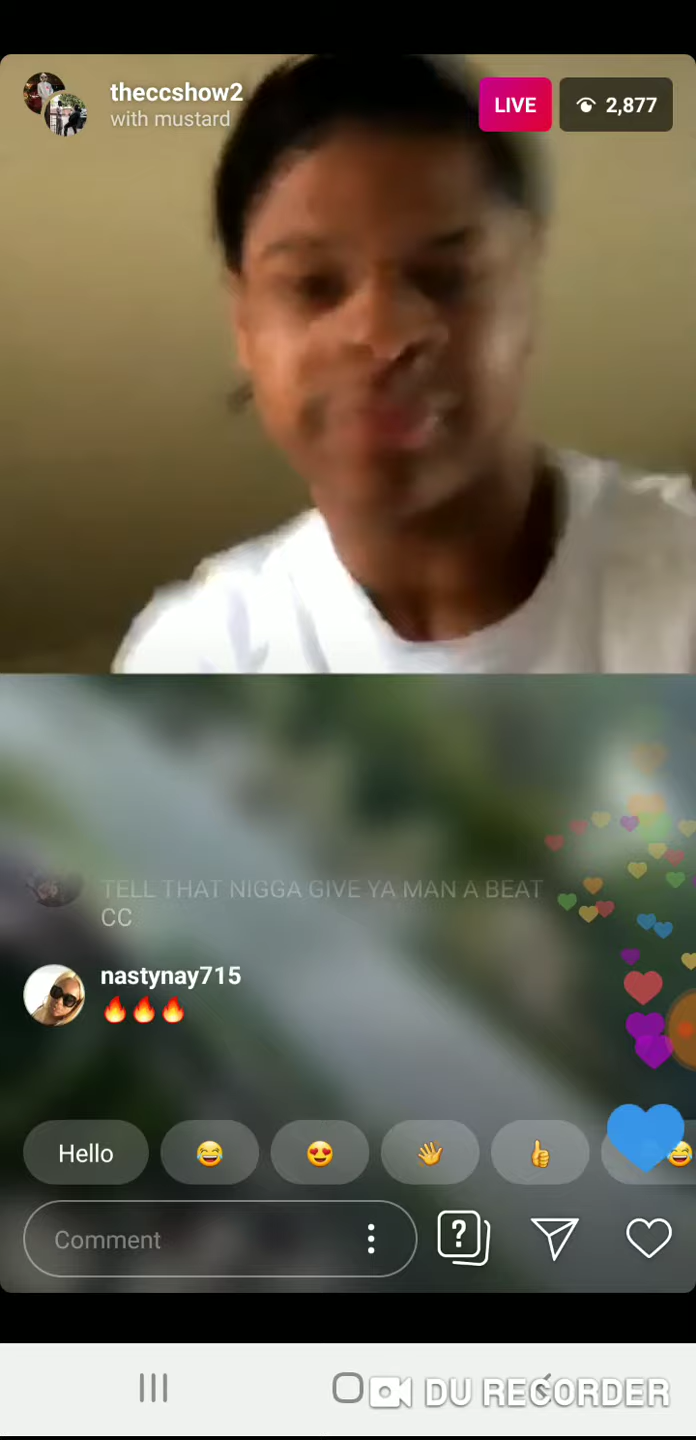 theccshow2
with mustard
LIVE
2,877
TELL THAT NIGGA GIVE YA MAN A BEAT
CC
nastynay715
🔥🔥🔥
Hello
Comment
DU RECORDER